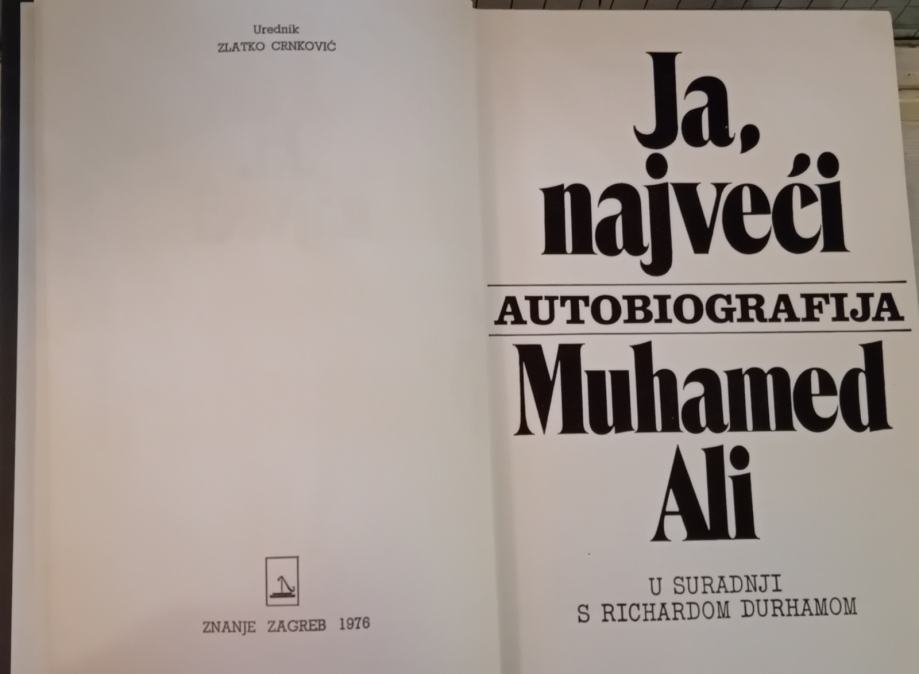 Urednik
ZLATKO CRNKOVIĆ
ZNANJE ZAGREB 1976
Ja,
najveći
AUTOBIOGRAFIJA
Muhamed
Ali
U SURADNJI
S RICHARDOM DURHAMOM